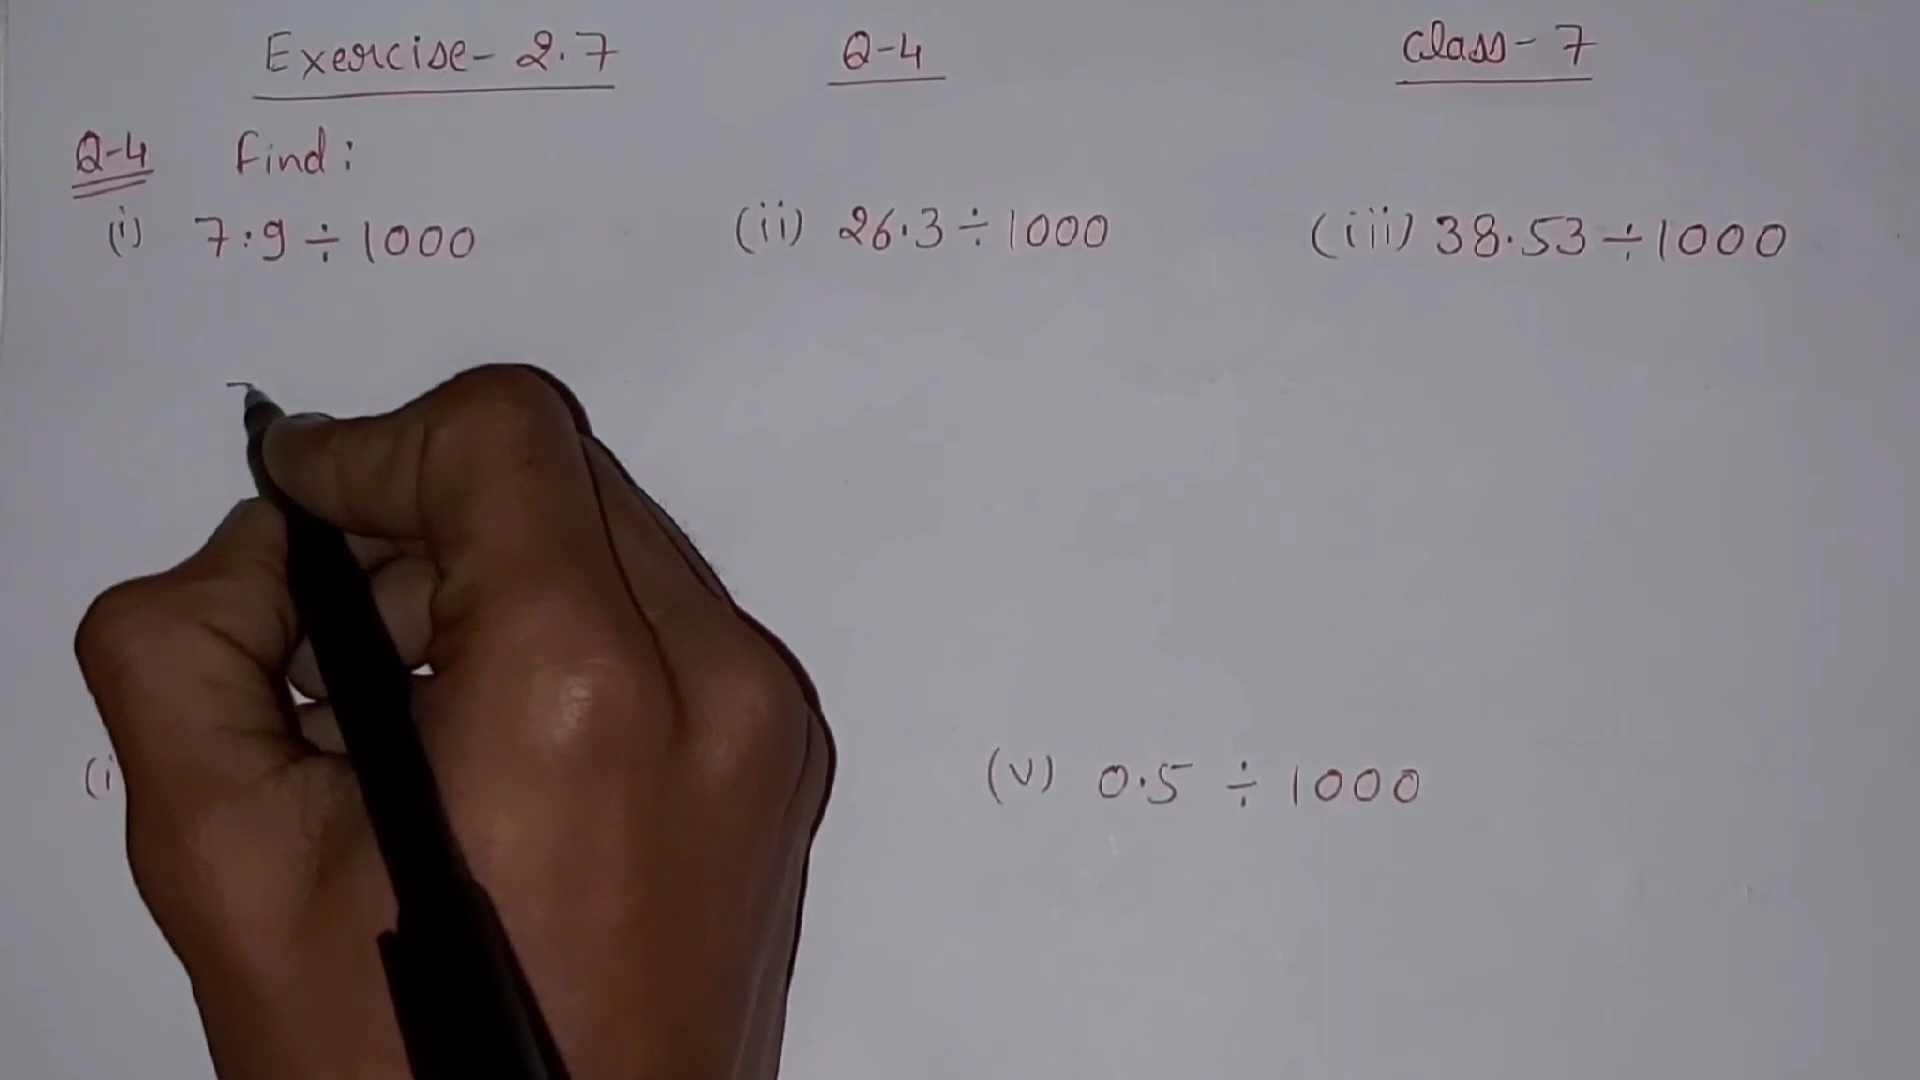 Exercise-2.7 Q-4 Class-7
Q-4 Find:
(i) 7.9÷1000 (ii) 26.3÷1000 (iii) 38.53÷1000
(v) 0.5 ÷ 1000